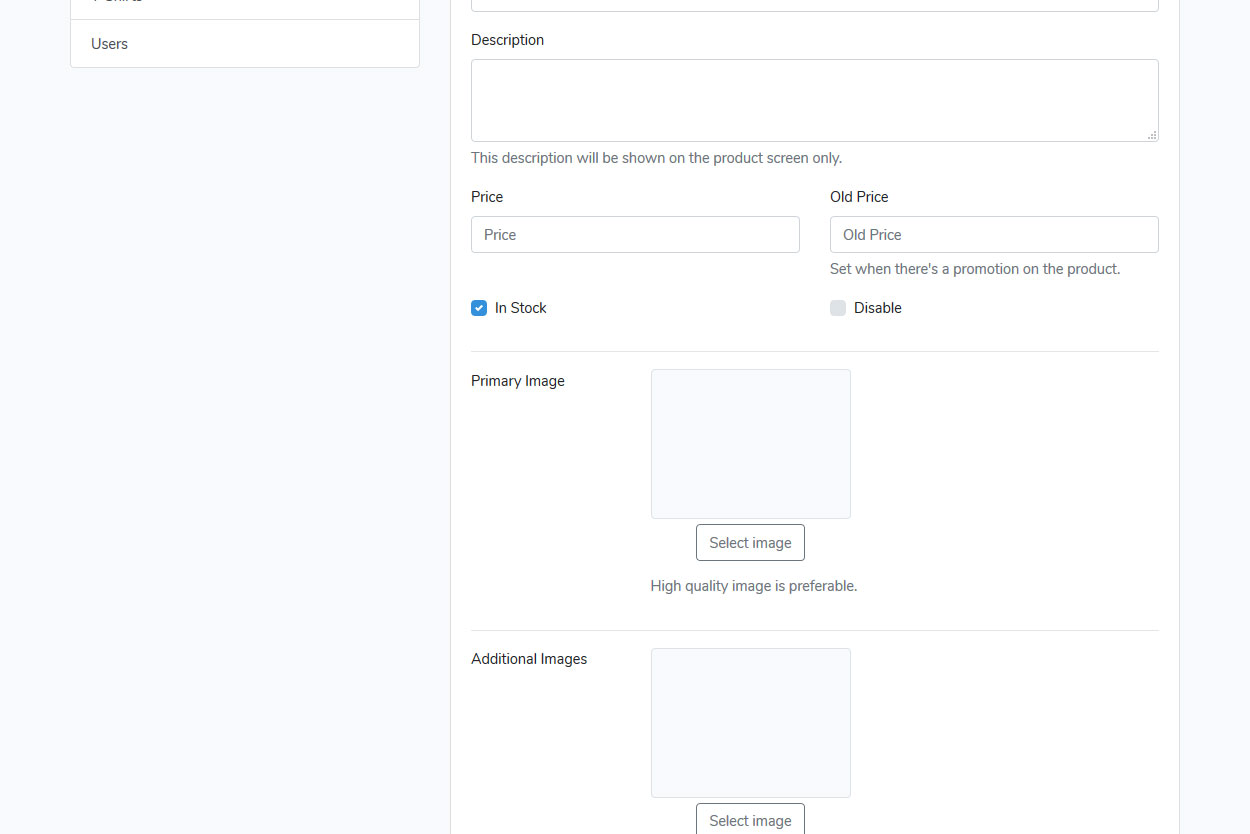 Users
Description
This description will be shown on the product screen only.
Price
Old Price
Price
Old Price
Set when there's a promotion on the product.
In Stock
Disable
Primary Image
Select image
High quality image is preferable.
Additional Images
Select image